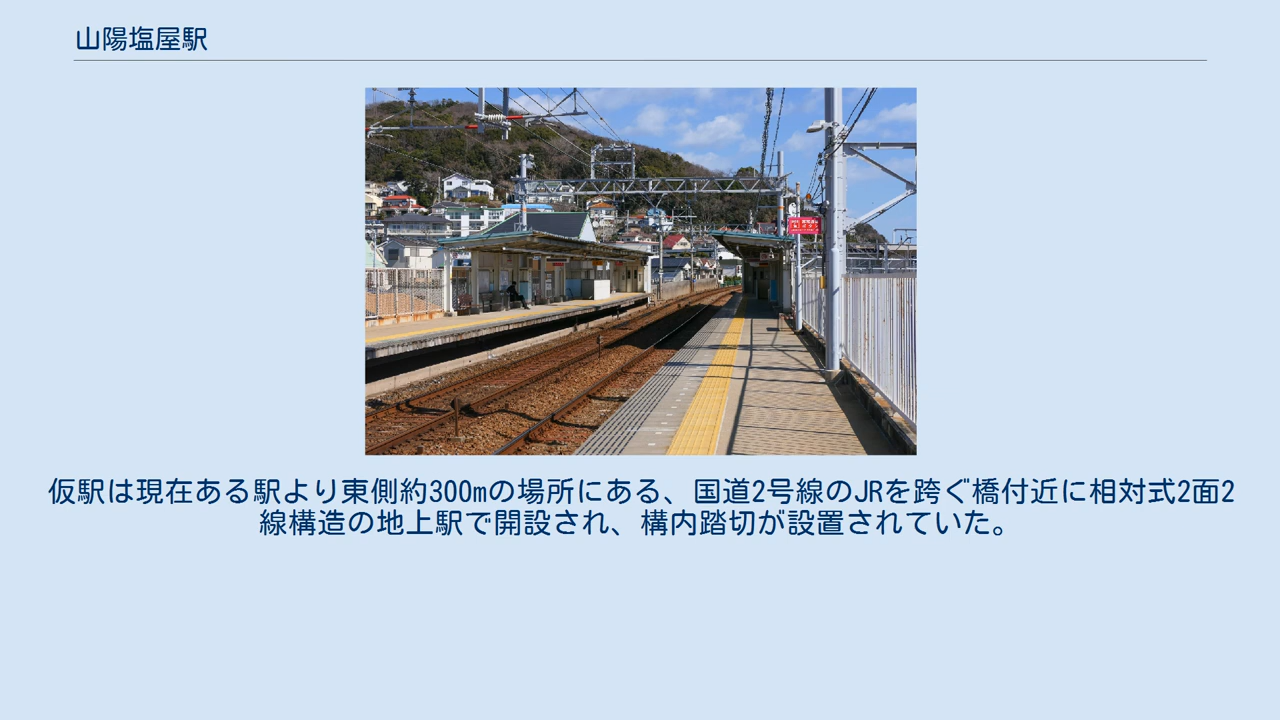 山陽塩屋駅
仮駅は現在ある駅より東側約300mの場所にある、国道2号線のJRを跨ぐ橋付近に相対式2面2
線構造の地上駅で開設され、構内踏切が設置されていた。